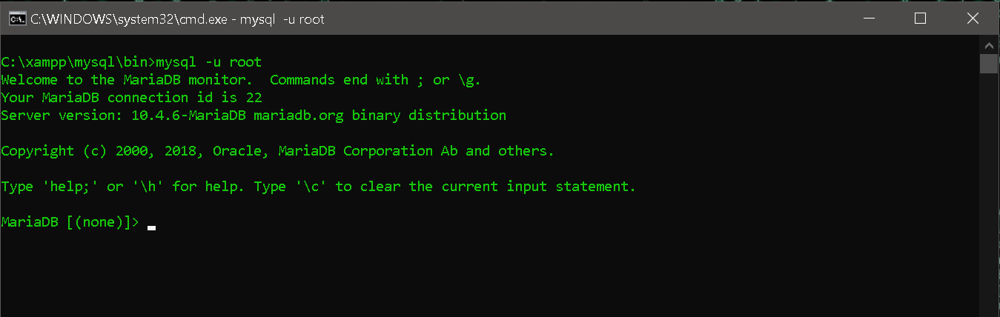 C:\WINDOWS\system32\cmd.exe - mysql  -u root
C:\xampp\mysql\bin>mysql -u root
Welcome to the MariaDB monitor.  Commands end with ; or \g.
Your MariaDB connection id is 22
Server version: 10.4.6-MariaDB mariadb.org binary distribution
Copyright (c) 2000, 2018, Oracle, MariaDB Corporation Ab and others.
Type 'help;' or '\h' for help. Type '\c' to clear the current input statement.
MariaDB [(none)]>